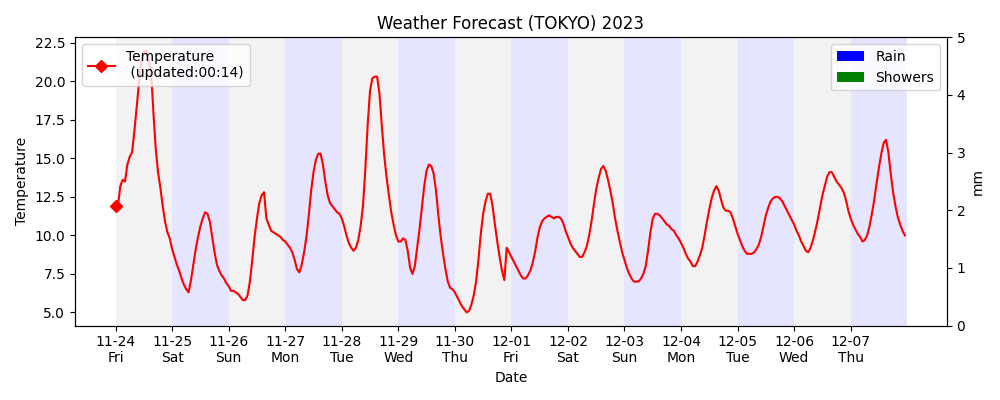 Weather Forecast (TOKYO) 2023
Temperature
(updated:00:14)
Rain
Showers
Temperature
22.5
20.0
17.5
15.0
12.5
10.0
7.5
5.0
5
4
3
2
1
0
mm
11-24 11-25 11-26 11-27 11-28 11-29 11-30 12-01 12-02 12-03 12-04 12-05 12-06 12-07
Fri Sat Sun Mon Tue Wed Thu Fri Sat Sun Mon Tue Wed Thu
Date